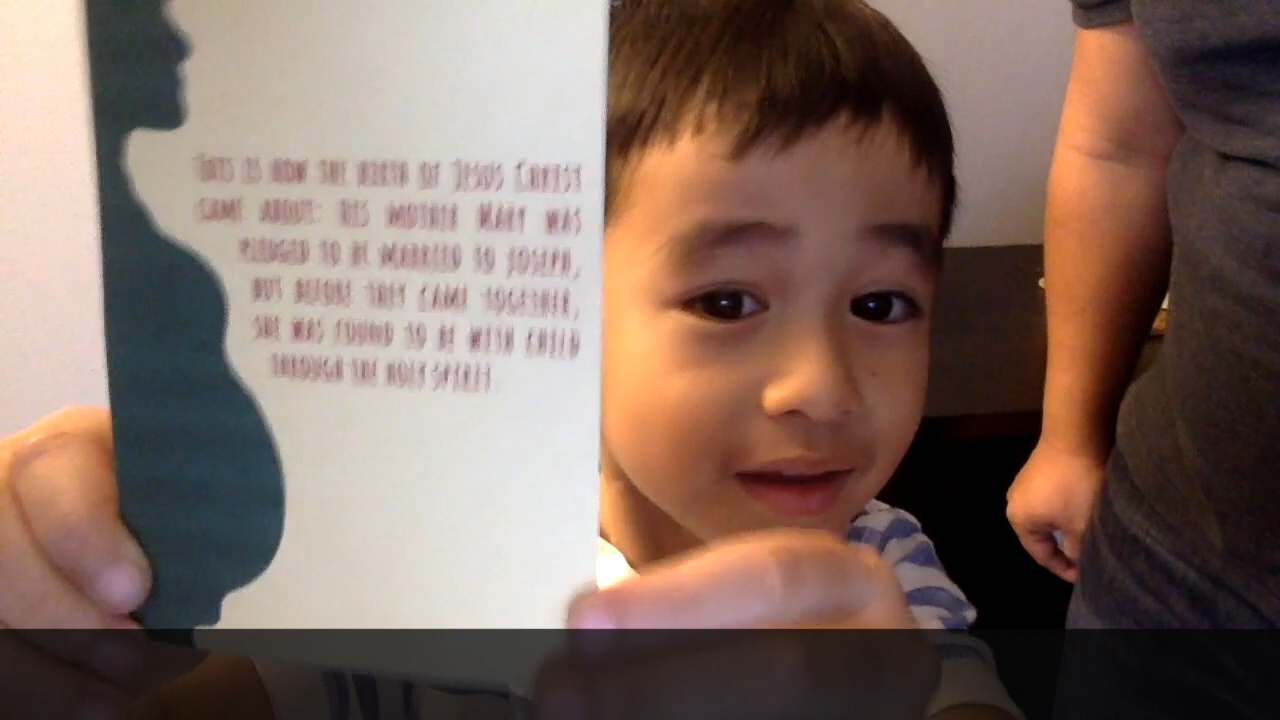 This is how the birth of Jesus Christ
came about: His mother Mary was
pledged to be married to Joseph,
but before they came together,
she was found to be with child
through the Holy Spirit